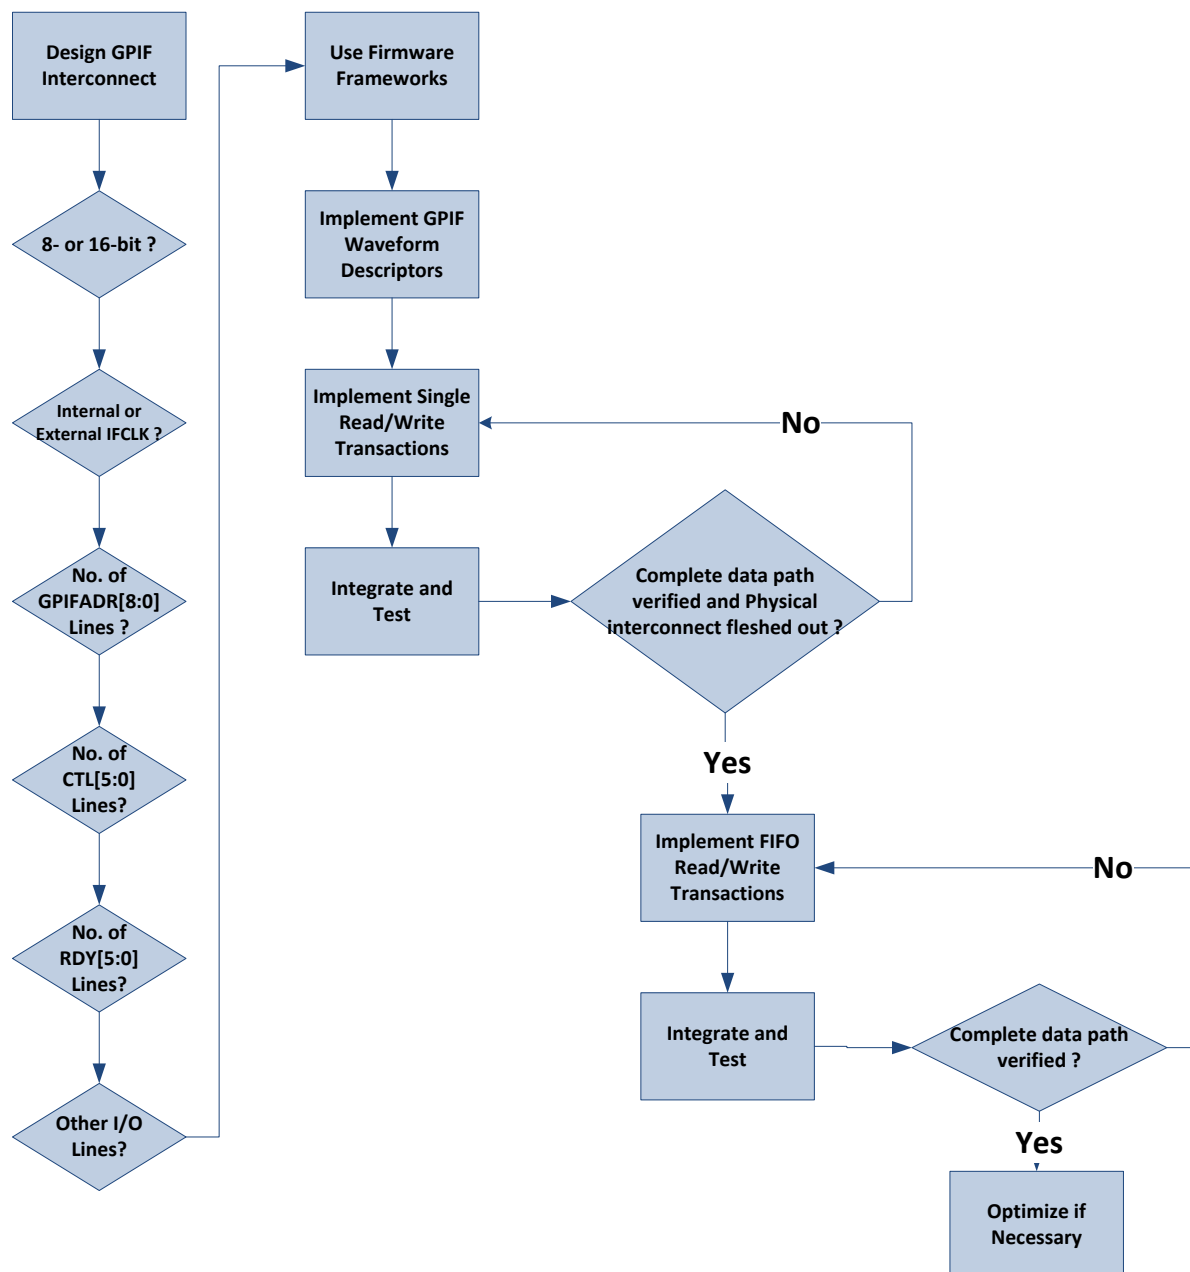 Design GPIF
Interconnect
8- or 16-bit ?
Internal or
External IFCLK ?
No. of
GPIFADR[8:0]
Lines ?
No. of
CTL[5:0]
Lines?
No. of
RDY[5:0]
Lines?
Other I/O
Lines?
Use Firmware
Frameworks
Implement GPIF
Waveform
Descriptors
Implement Single
Read/Write
Transactions
Integrate and
Test
Complete data path
verified and Physical
interconnect fleshed out ?
No
Yes
Implement FIFO
Read/Write
Transactions
Integrate and
Test
Complete data path
verified ?
No
Yes
Optimize if
Necessary